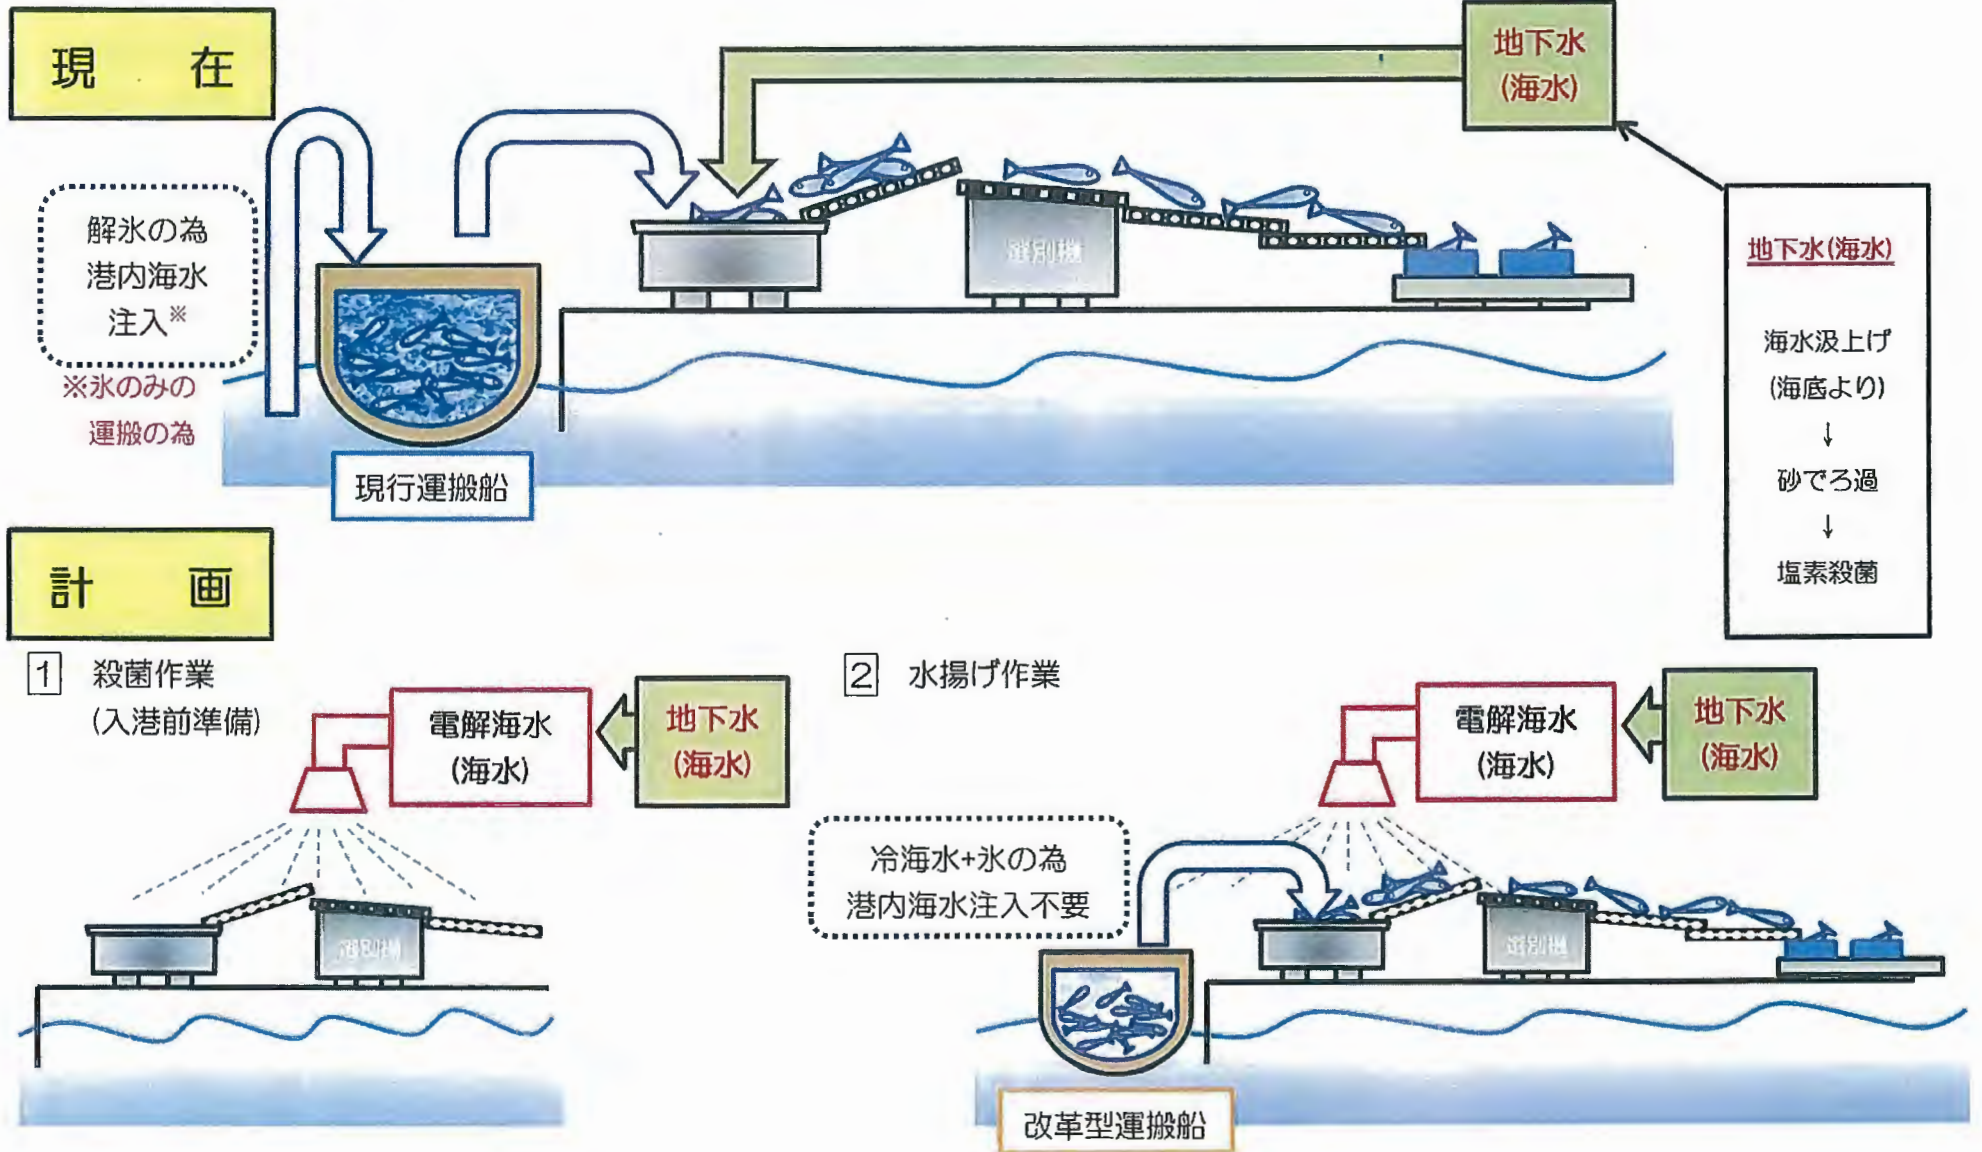 現 在
地下水
(海水)
解氷の為
港内海水
注入※
※氷のみの
運搬の為
選別機
現行運搬船
地下水(海水)
海水汲上げ
(海底より)
↓
砂でろ過
↓
塩素殺菌
計 画
1 殺菌作業
(入港前準備)
電解海水
(海水)
地下水
(海水)
選別機
2 水揚げ作業
電解海水
(海水)
地下水
(海水)
冷海水+氷の為
港内海水注入不要
選別機
改革型運搬船